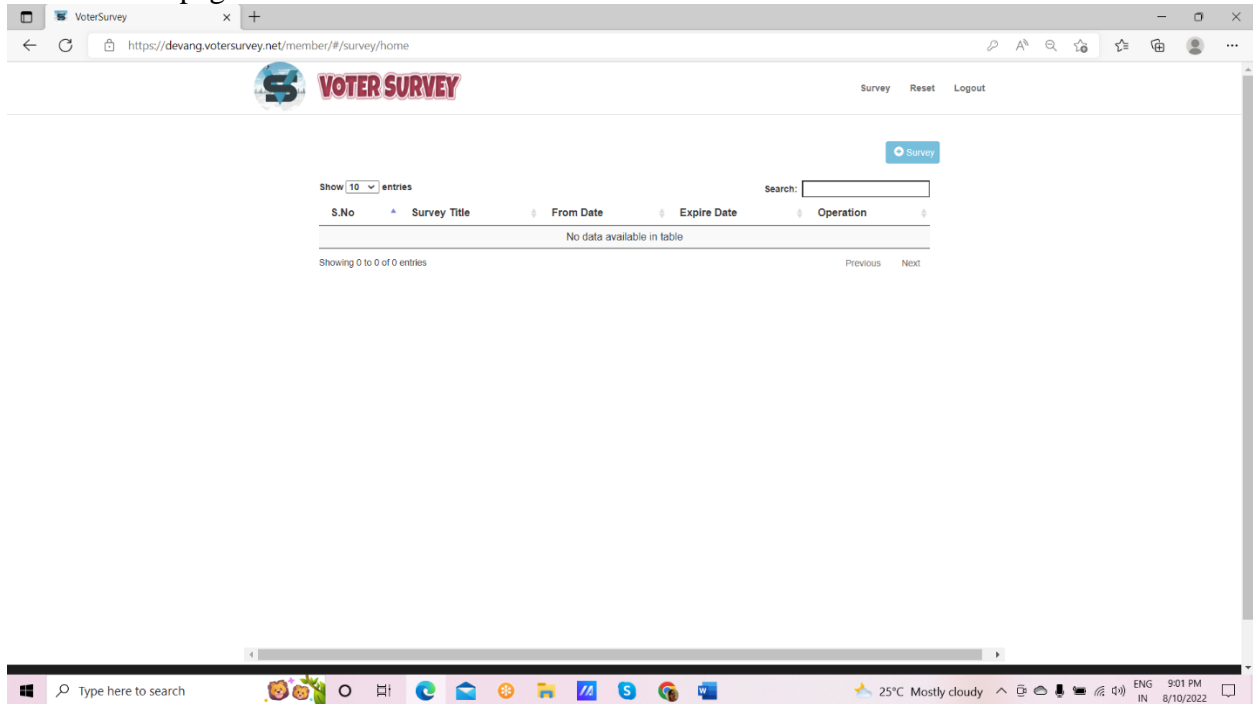 page
VoterSurvey
https://devang.votersurvey.net/member/#/survey/home
VOTER SURVEY
Survey Reset Logout
Survey
Show 10 entries Search:
S.No Survey Title From Date Expire Date Operation
No data available in table
Showing 0 to 0 of 0 entries Previous Next
Type here to search 25°C Mostly cloudy ENG 9:01 PM
IN 8/10/2022